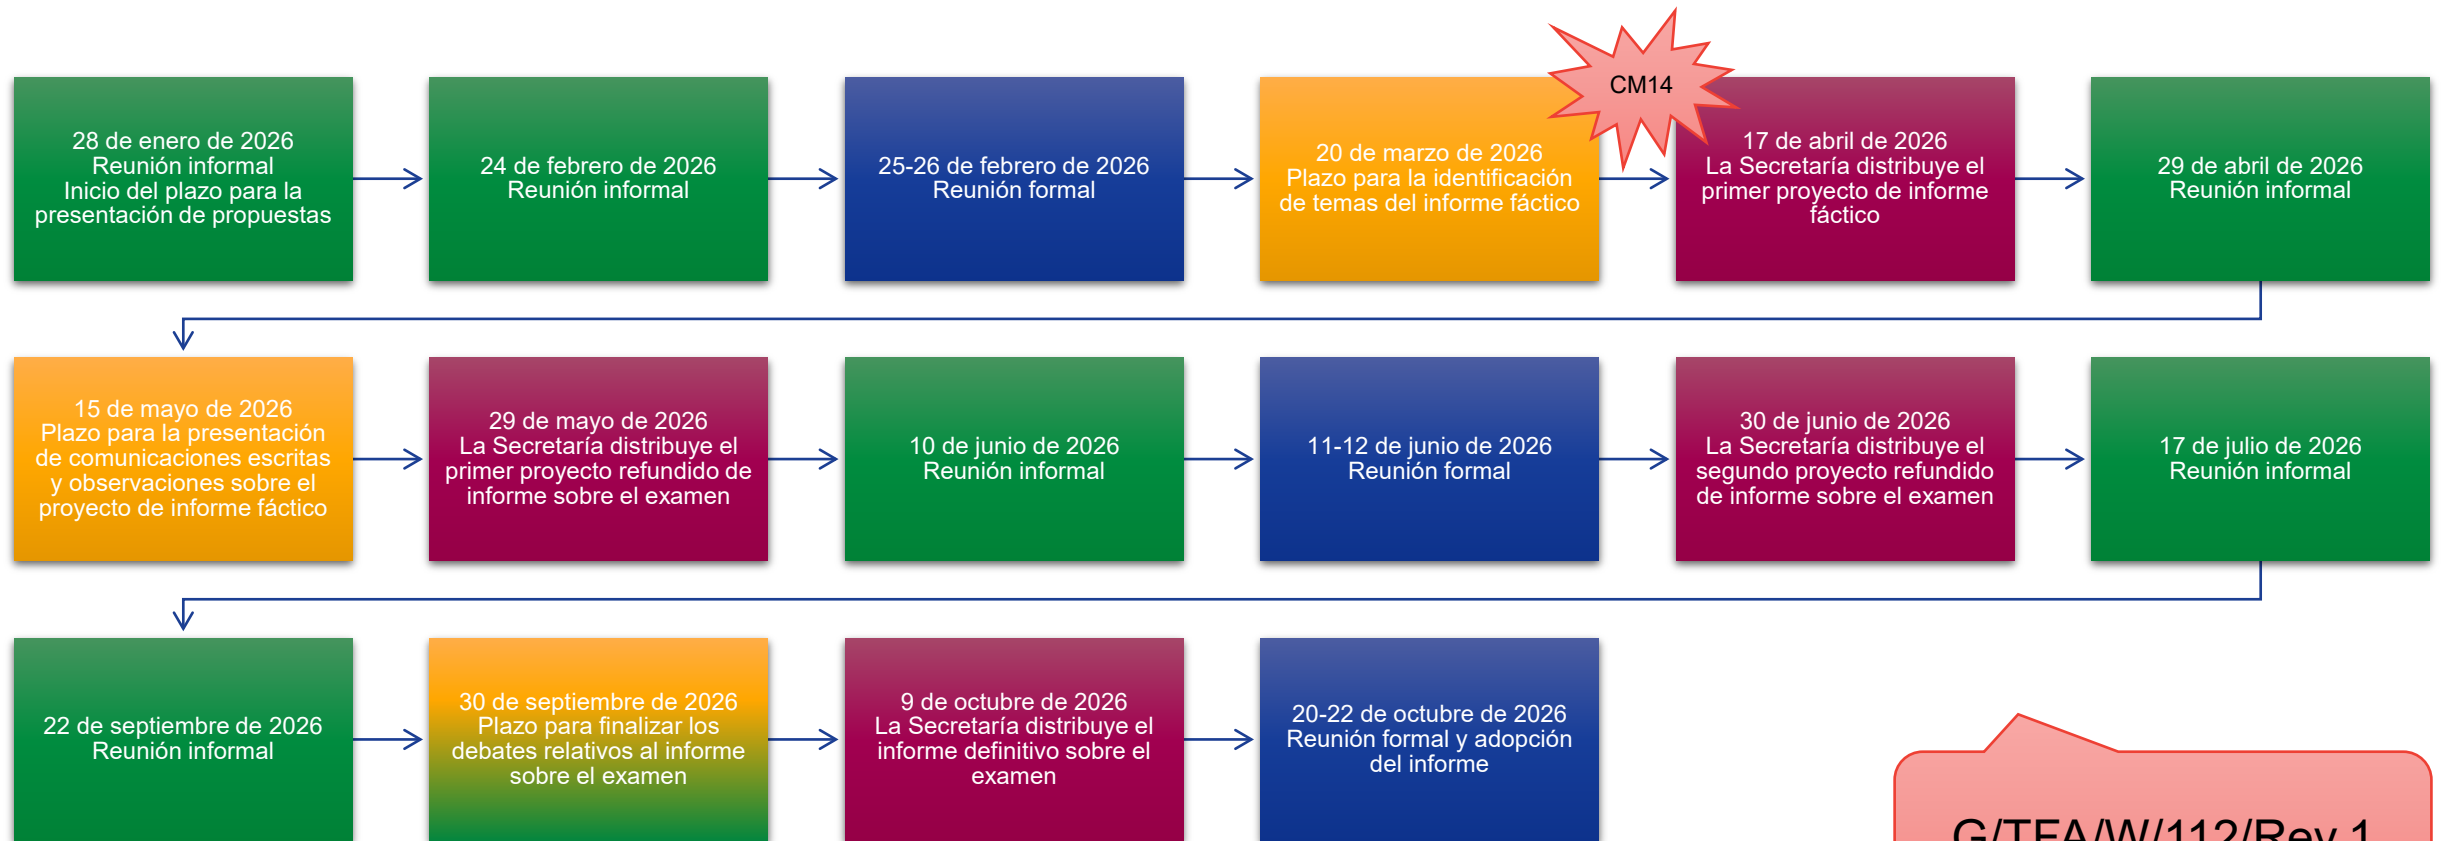 CM14
28 de enero de 2026
Reunión informal
Inicio del plazo para la
presentación de propuestas
24 de febrero de 2026
Reunión informal
25-26 de febrero de 2026
Reunión formal
20 de marzo de 2026
Plazo para la identificación
de temas del informe fáctico
17 de abril de 2026
La Secretaría distribuye el
primer proyecto de informe
fáctico
29 de abril de 2026
Reunión informal
15 de mayo de 2026
Plazo para la presentación
de comunicaciones escritas
y observaciones sobre el
proyecto de informe fáctico
29 de mayo de 2026
La Secretaría distribuye el
primer proyecto refundido de
informe sobre el examen
10 de junio de 2026
Reunión informal
11-12 de junio de 2026
Reunión formal
30 de junio de 2026
La Secretaría distribuye el
segundo proyecto refundido
de informe sobre el examen
17 de julio de 2026
Reunión informal
22 de septiembre de 2026
Reunión informal
30 de septiembre de 2026
Plazo para finalizar los
debates relativos al informe
sobre el examen
9 de octubre de 2026
La Secretaría distribuye el
informe definitivo sobre el
examen
20-22 de octubre de 2026
Reunión formal y adopción
del informe
G/TFA/W/112/Rev.1